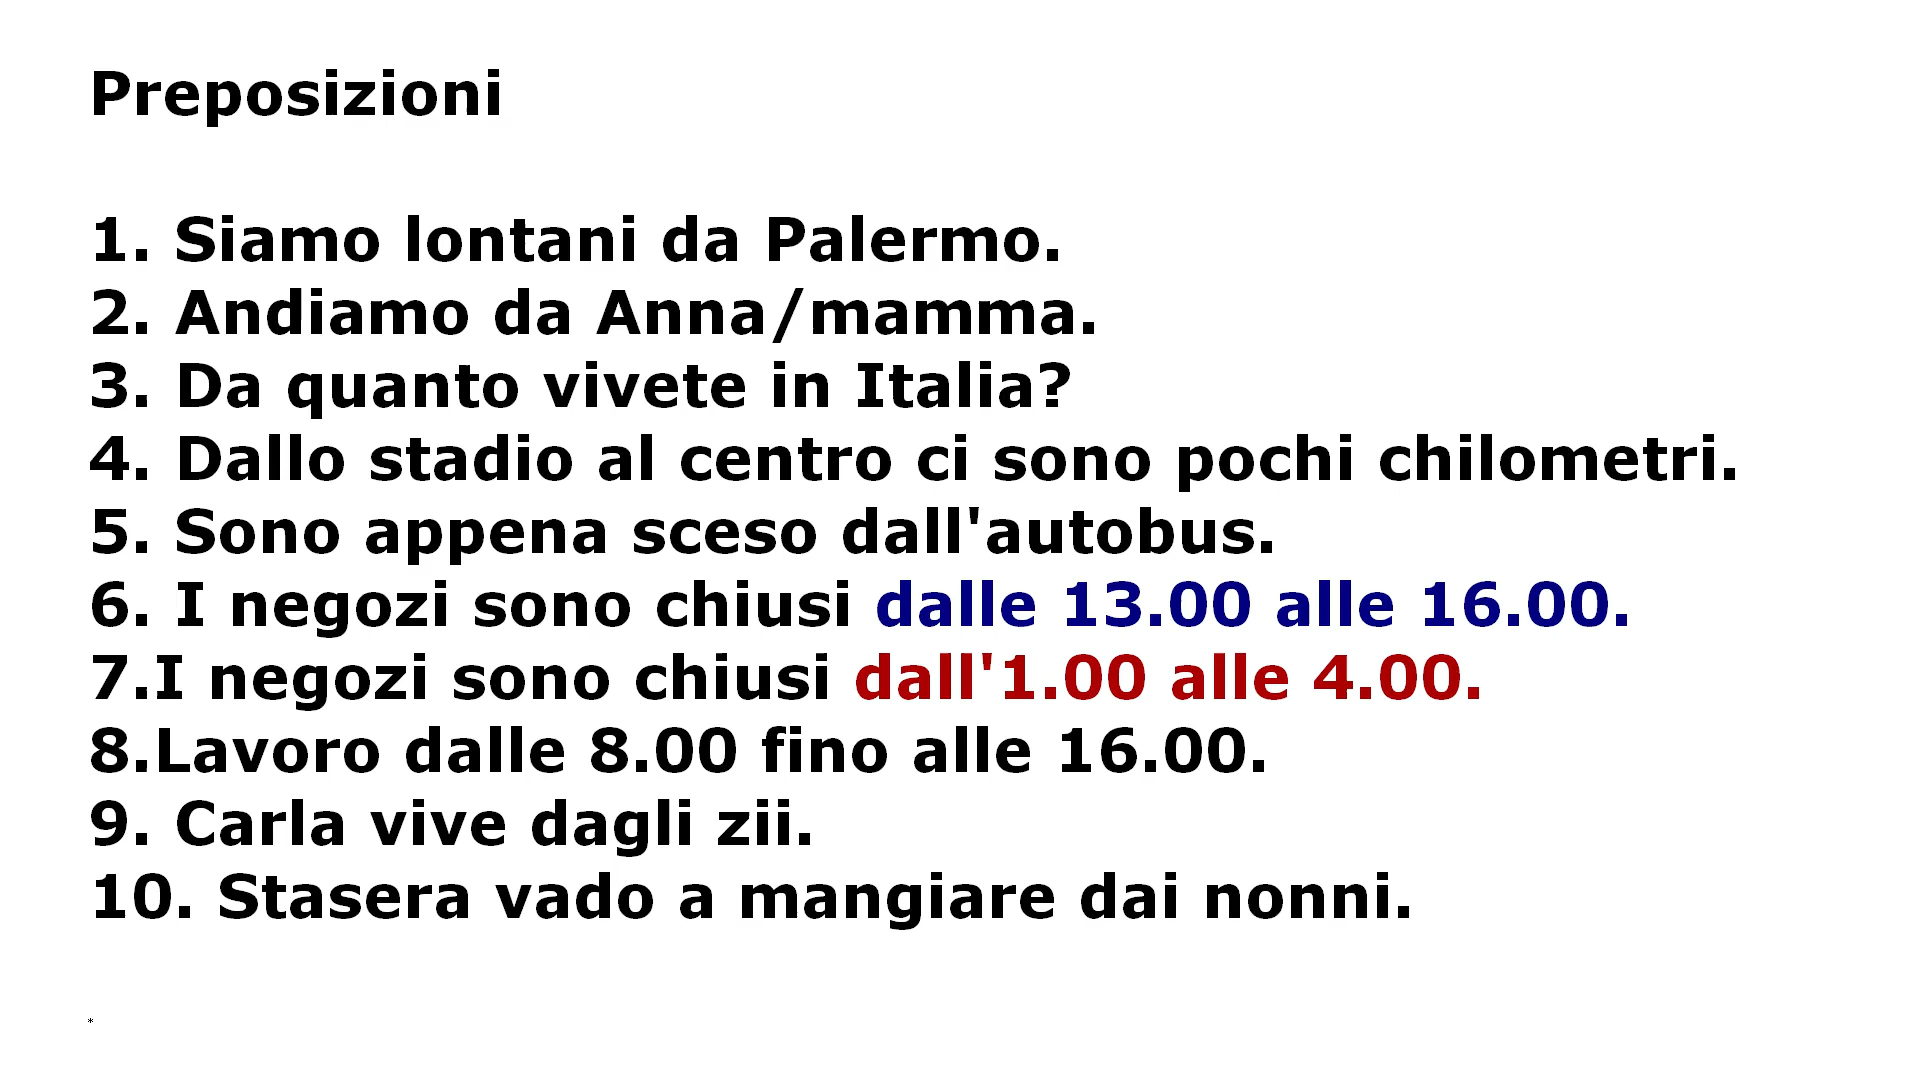 Preposizioni
1. Siamo lontani da Palermo.
2. Andiamo da Anna/mamma.
3. Da quanto vivete in Italia?
4. Dallo stadio al centro ci sono pochi chilometri.
5. Sono appena sceso dall'autobus.
6. I negozi sono chiusi dalle 13.00 alle 16.00.
7.I negozi sono chiusi dall'1.00 alle 4.00.
8.Lavoro dalle 8.00 fino alle 16.00.
9. Carla vive dagli zii.
10. Stasera vado a mangiare dai nonni.
*